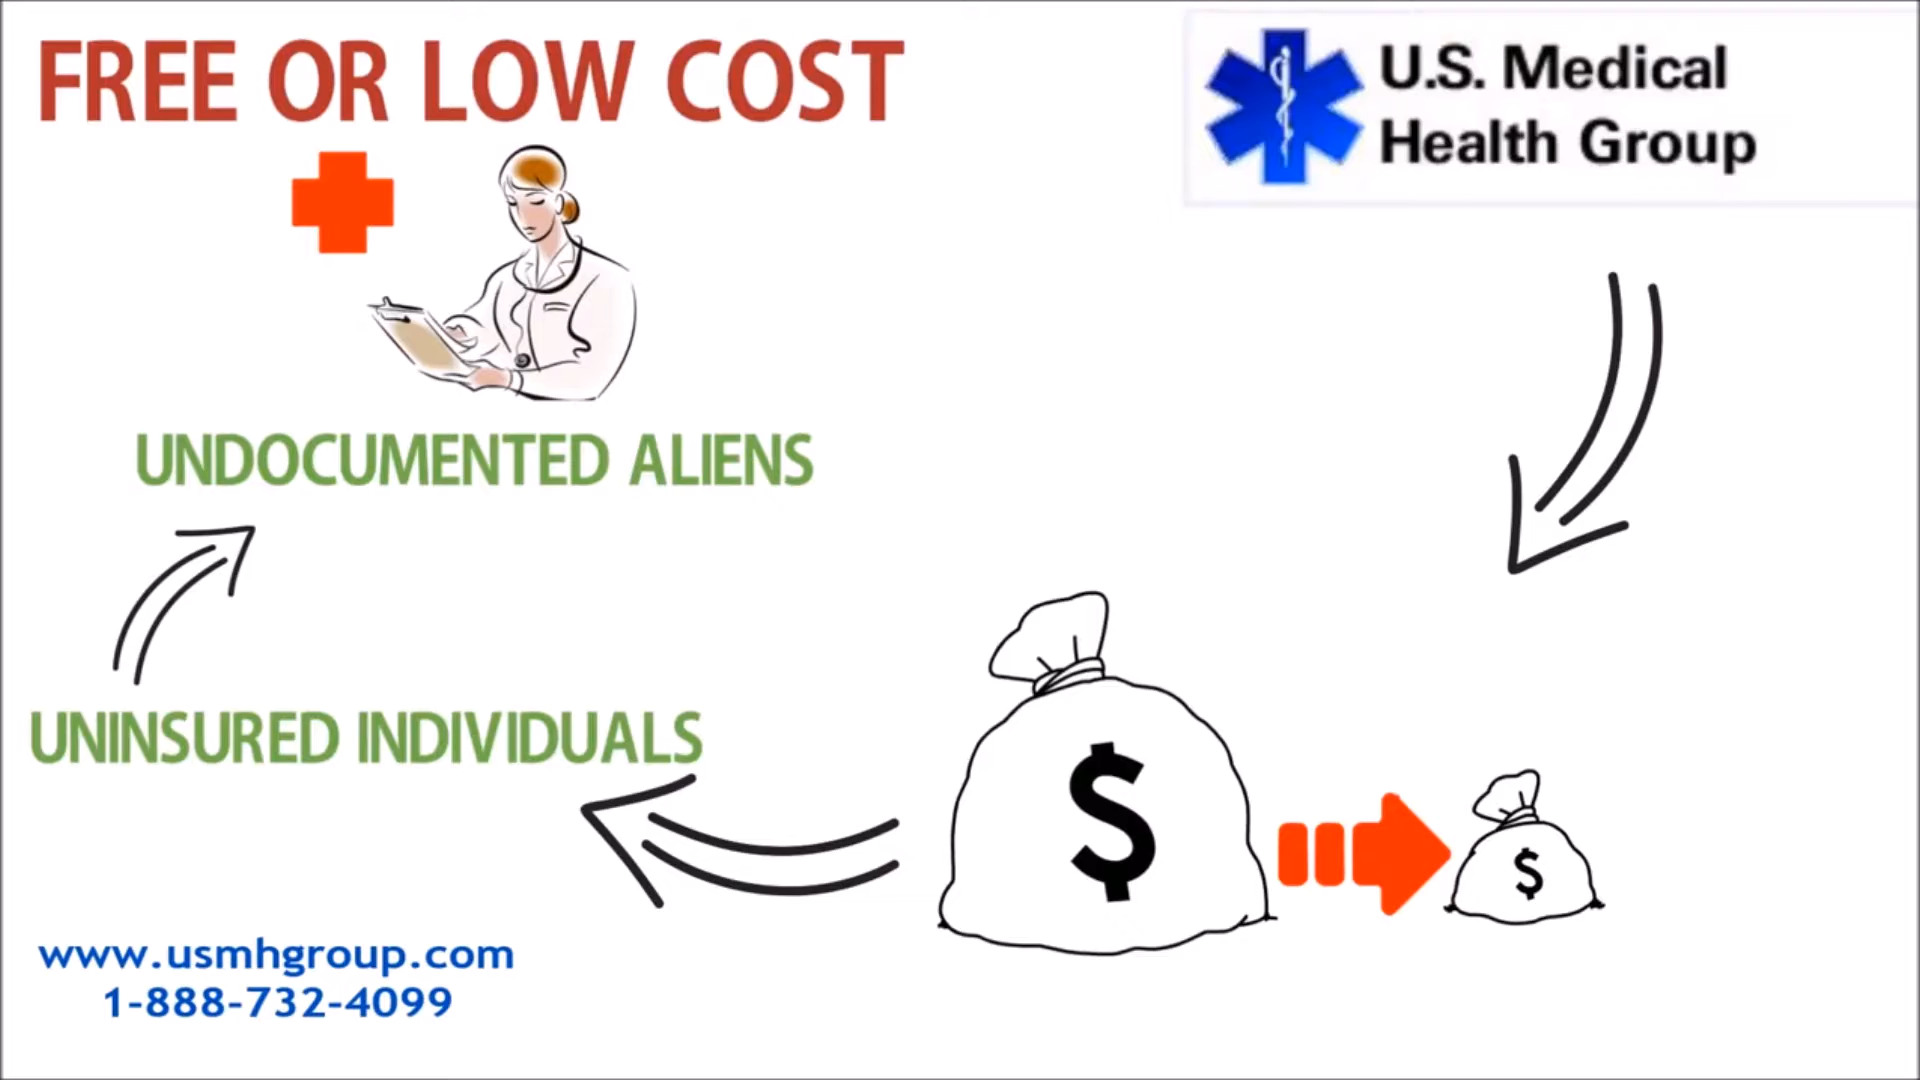 FREE OR LOW COST
U.S. Medical
Health Group
UNDOCUMENTED ALIENS
UNINSURED INDIVIDUALS
$
$
www.usmhgroup.com
1-888-732-4099